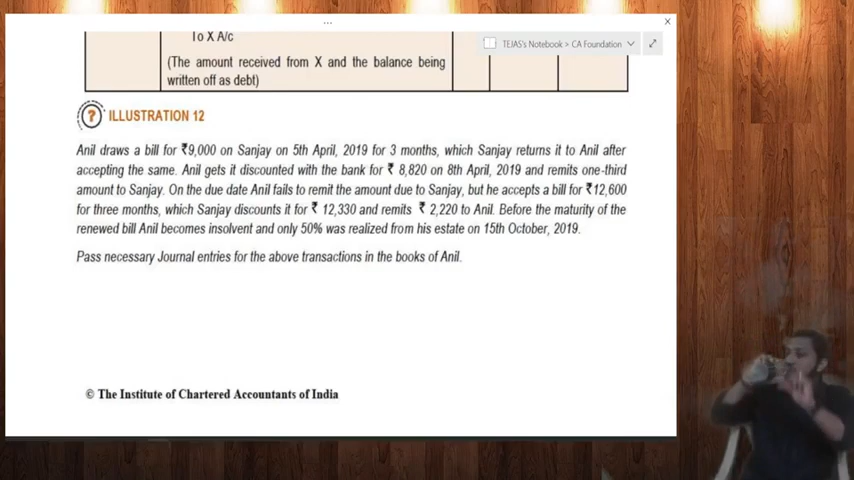 ...
×
TEJAS's Notebook > CA Foundation
To X A/c
(The amount received from X and the balance being
written off as debt)
? ILLUSTRATION 12
Anil draws a bill for ₹9,000 on Sanjay on 5th April, 2019 for 3 months, which Sanjay returns it to Anil after
accepting the same. Anil gets it discounted with the bank for ₹ 8,820 on 8th April, 2019 and remits one-third
amount to Sanjay. On the due date Anil fails to remit the amount due to Sanjay, but he accepts a bill for ₹12,600
for three months, which Sanjay discounts it for ₹ 12,330 and remits ₹ 2,220 to Anil. Before the maturity of the
renewed bill Anil becomes insolvent and only 50% was realized from his estate on 15th October, 2019.
Pass necessary Journal entries for the above transactions in the books of Anil.
© The Institute of Chartered Accountants of India